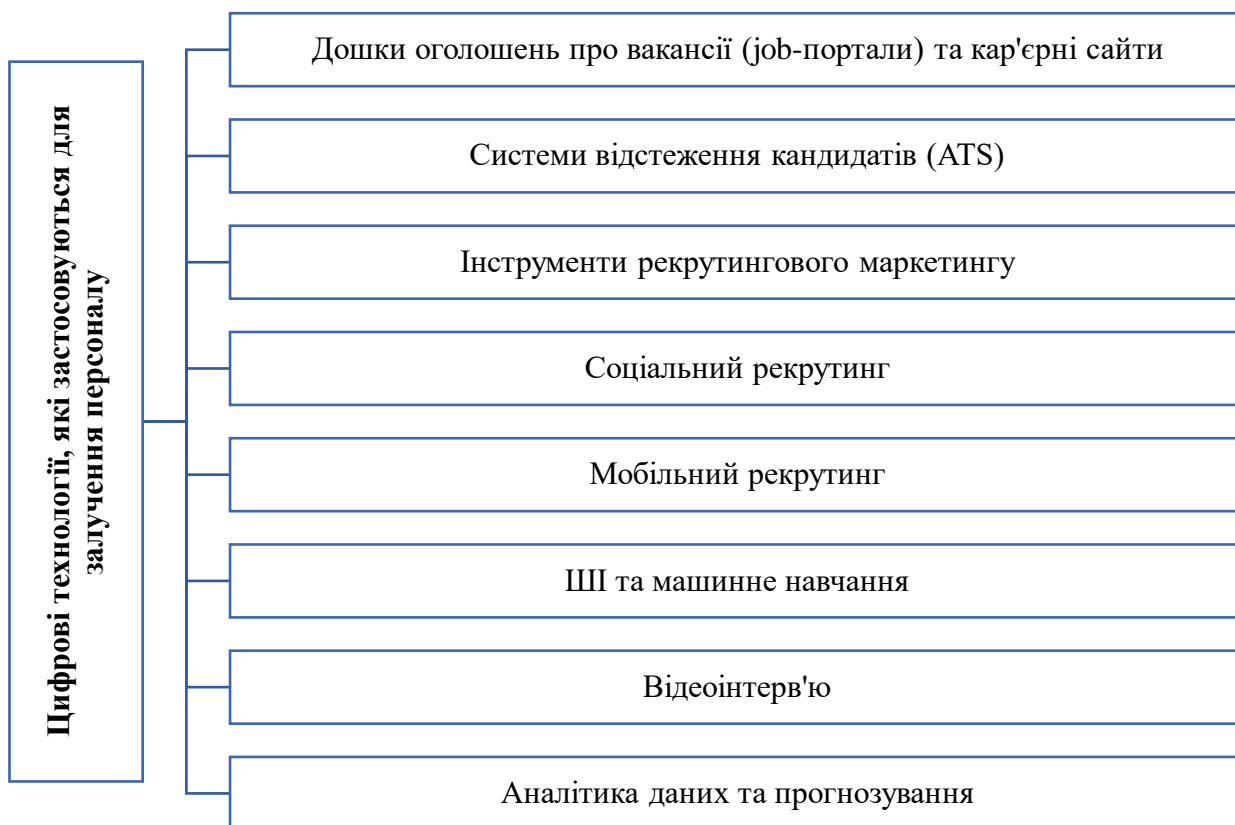 Цифрові технології, які застосовуються для
залучення персоналу
Дошки оголошень про вакансії (job-портали) та кар'єрні сайти
Системи відстеження кандидатів (ATS)
Інструменти рекрутингового маркетингу
Соціальний рекрутинг
Мобільний рекрутинг
ШІ та машинне навчання
Відеоінтерв'ю
Аналітика даних та прогнозування